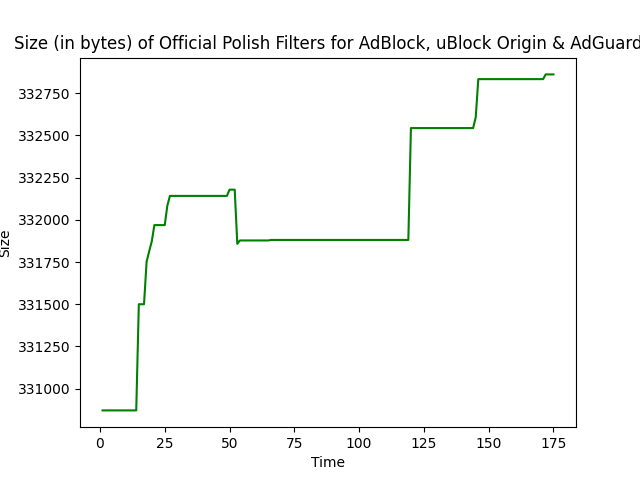 Size (in bytes) of Official Polish Filters for AdBlock, uBlock Origin & AdGuard
332750
332500
332250
332000
331750
331500
331250
331000
Size
0 25 50 75 100 125 150 175
Time